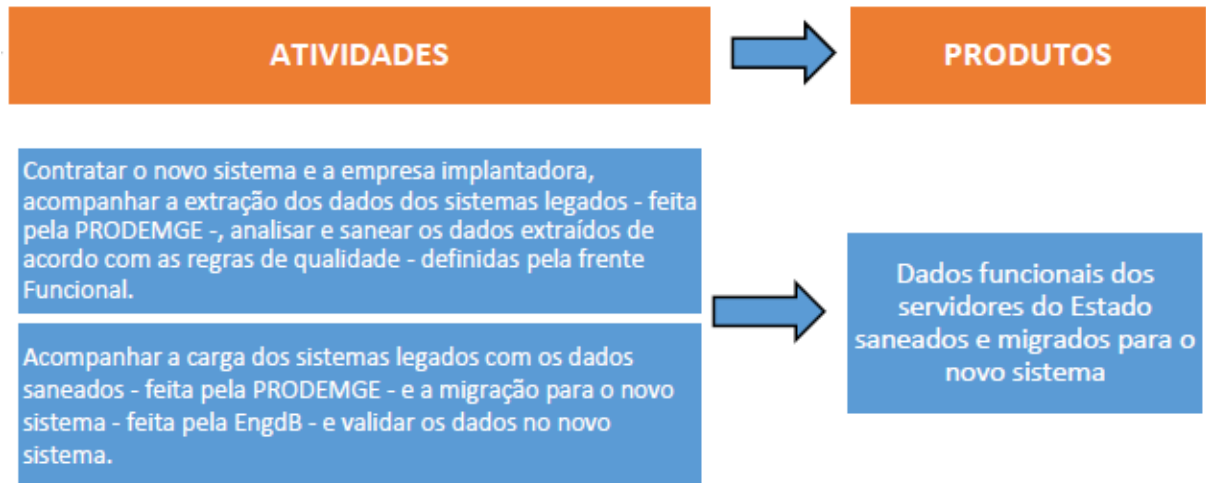 ATIVIDADES
PRODUTOS
Contratar o novo sistema e a empresa implantadora,
acompanhar a extração dos dados dos sistemas legados - feita
pela PRODEMGE -, analisar e sanear os dados extraídos de
acordo com as regras de qualidade - definidas pela frente
Funcional.
Acompanhar a carga dos sistemas legados com os dados
saneados - feita pela PRODEMGE - e a migração para o novo
sistema - feita pela EngdB - e validar os dados no novo
sistema.
Dados funcionais dos
servidores do Estado
saneados e migrados para o
novo sistema